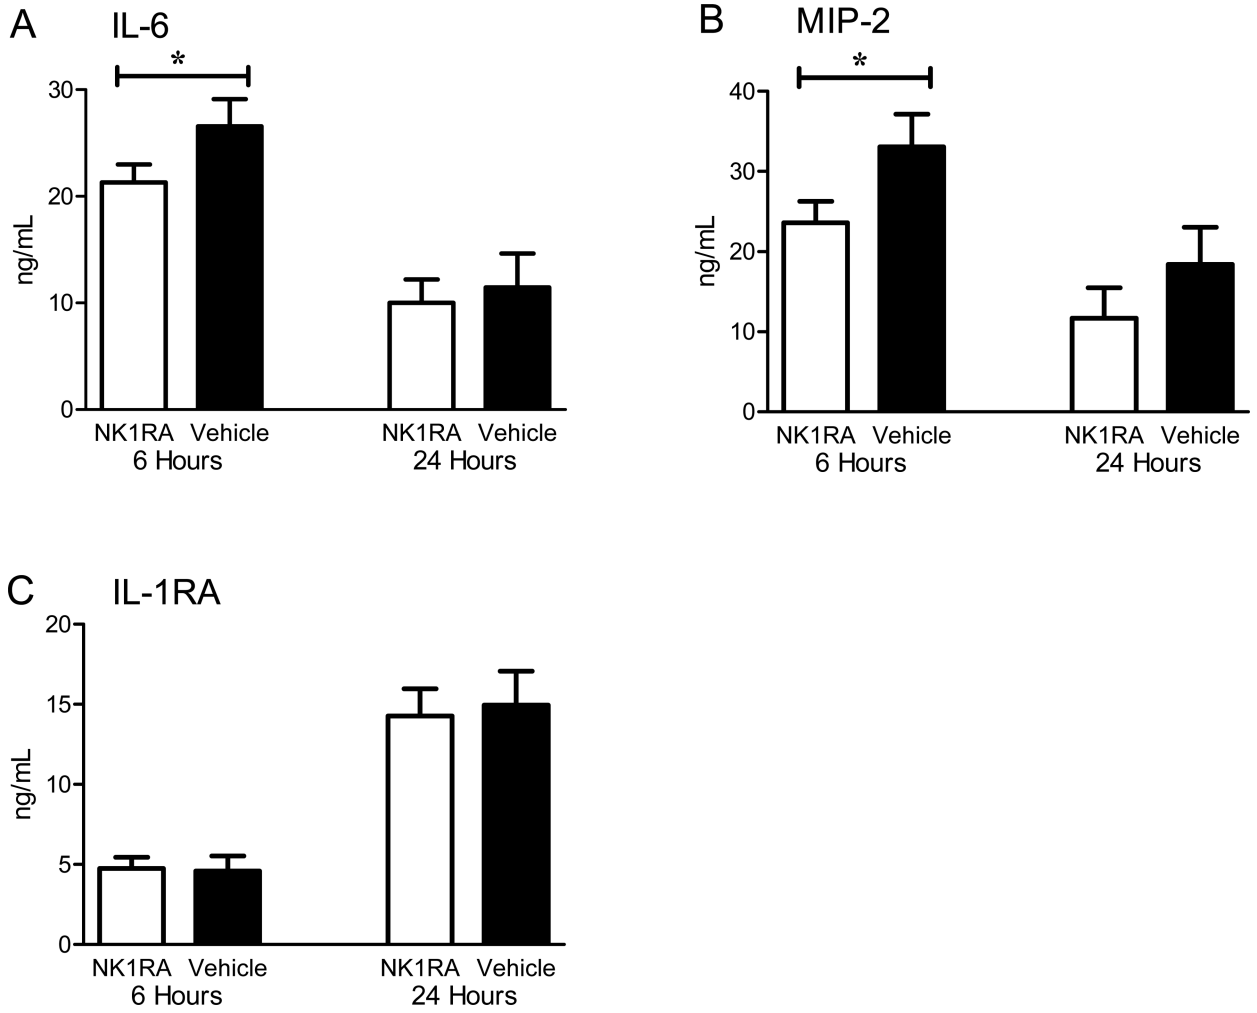 A IL-6
*
30
20
10
0
ng/mL
NK1RA Vehicle NK1RA Vehicle
6 Hours 24 Hours
B MIP-2
*
40
30
20
10
0
ng/mL
NK1RA Vehicle NK1RA Vehicle
6 Hours 24 Hours
C IL-1RA
20
15
10
5
0
ng/mL
NK1RA Vehicle NK1RA Vehicle
6 Hours 24 Hours